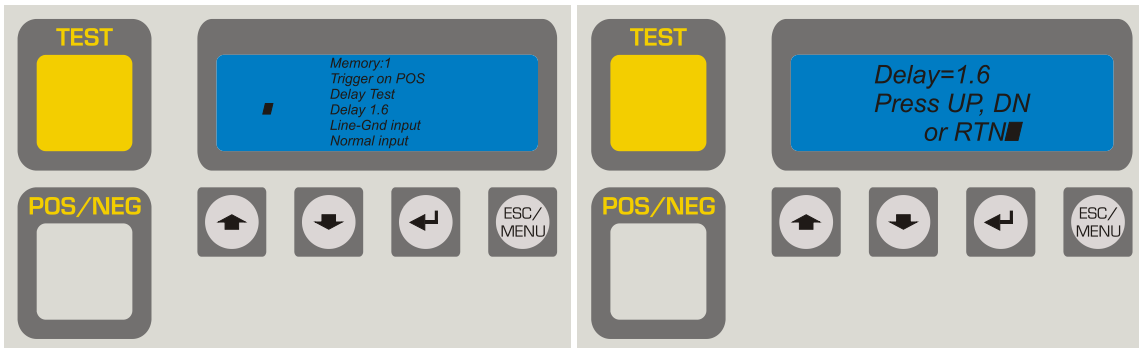 TEST
Memory:1
Trigger on POS
Delay Test
Delay 1.6
Line-Gnd input
Normal input
POS/NEG
ESC/
MENU
TEST
Delay=1.6
Press UP, DN
or RTN
POS/NEG
ESC/
MENU